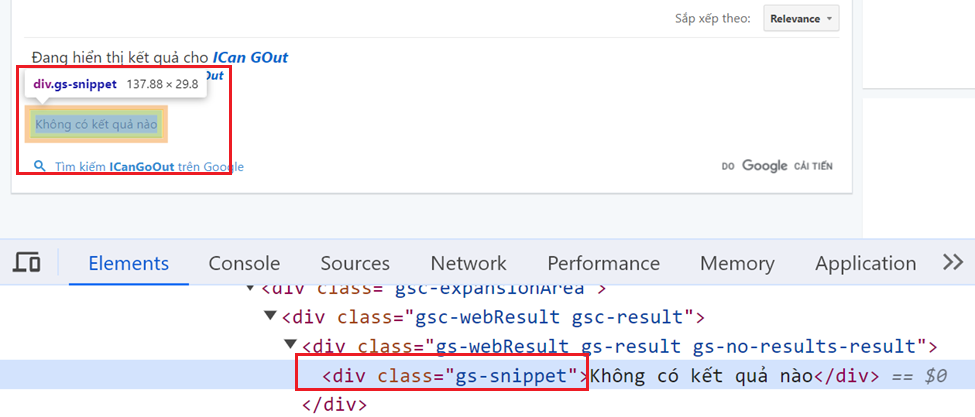 Sắp xếp theo: Relevance
Đang hiển thị kết quả cho ICan GOut
div.gs-snippet 137.88 × 29.8
Out
Không có kết quả nào
Tìm kiếm ICanGoOut trên Google
DO Google CẢI TIẾN
Elements Console Sources Network Performance Memory Application
<div class="gsc-expansionArea">
<div class="gsc-webResult gsc-result">
<div class="gs-webResult gs-result gs-no-results-result">
<div class="gs-snippet">Không có kết quả nào</div> == $0
</div>